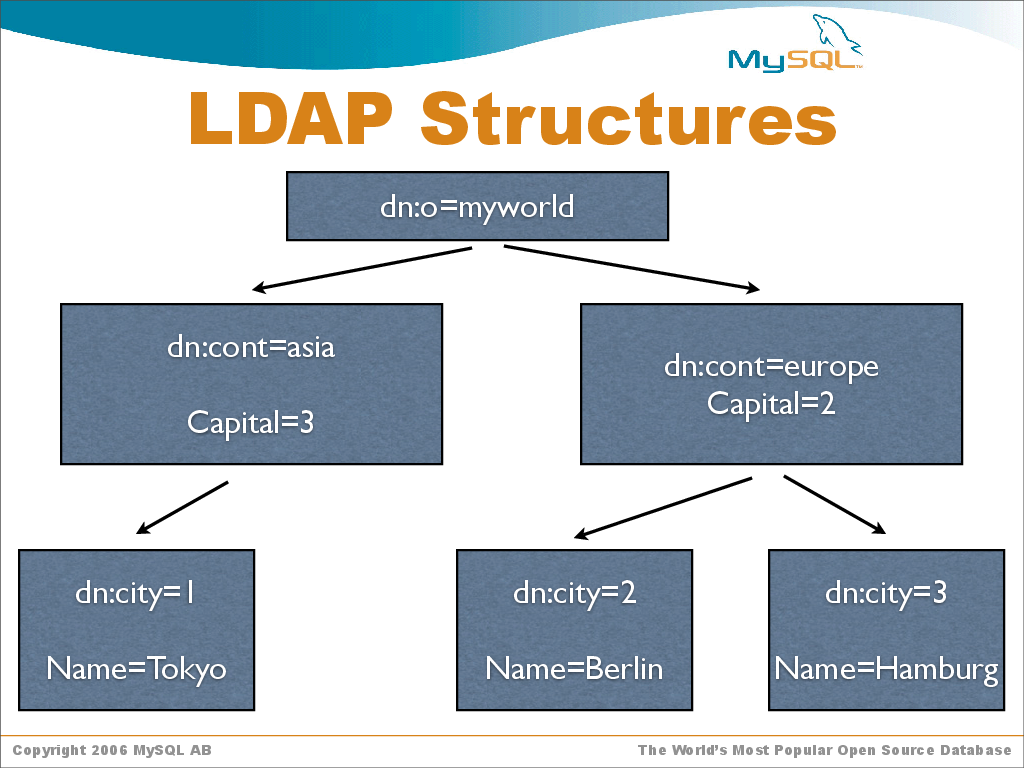 MySQL™
LDAP Structures
dn:o=myworld
dn:cont=asia
Capital=3
dn:cont=europe
Capital=2
dn:city=1
Name=Tokyo
dn:city=2
Name=Berlin
dn:city=3
Name=Hamburg
Copyright 2006 MySQL AB
The World's Most Popular Open Source Database